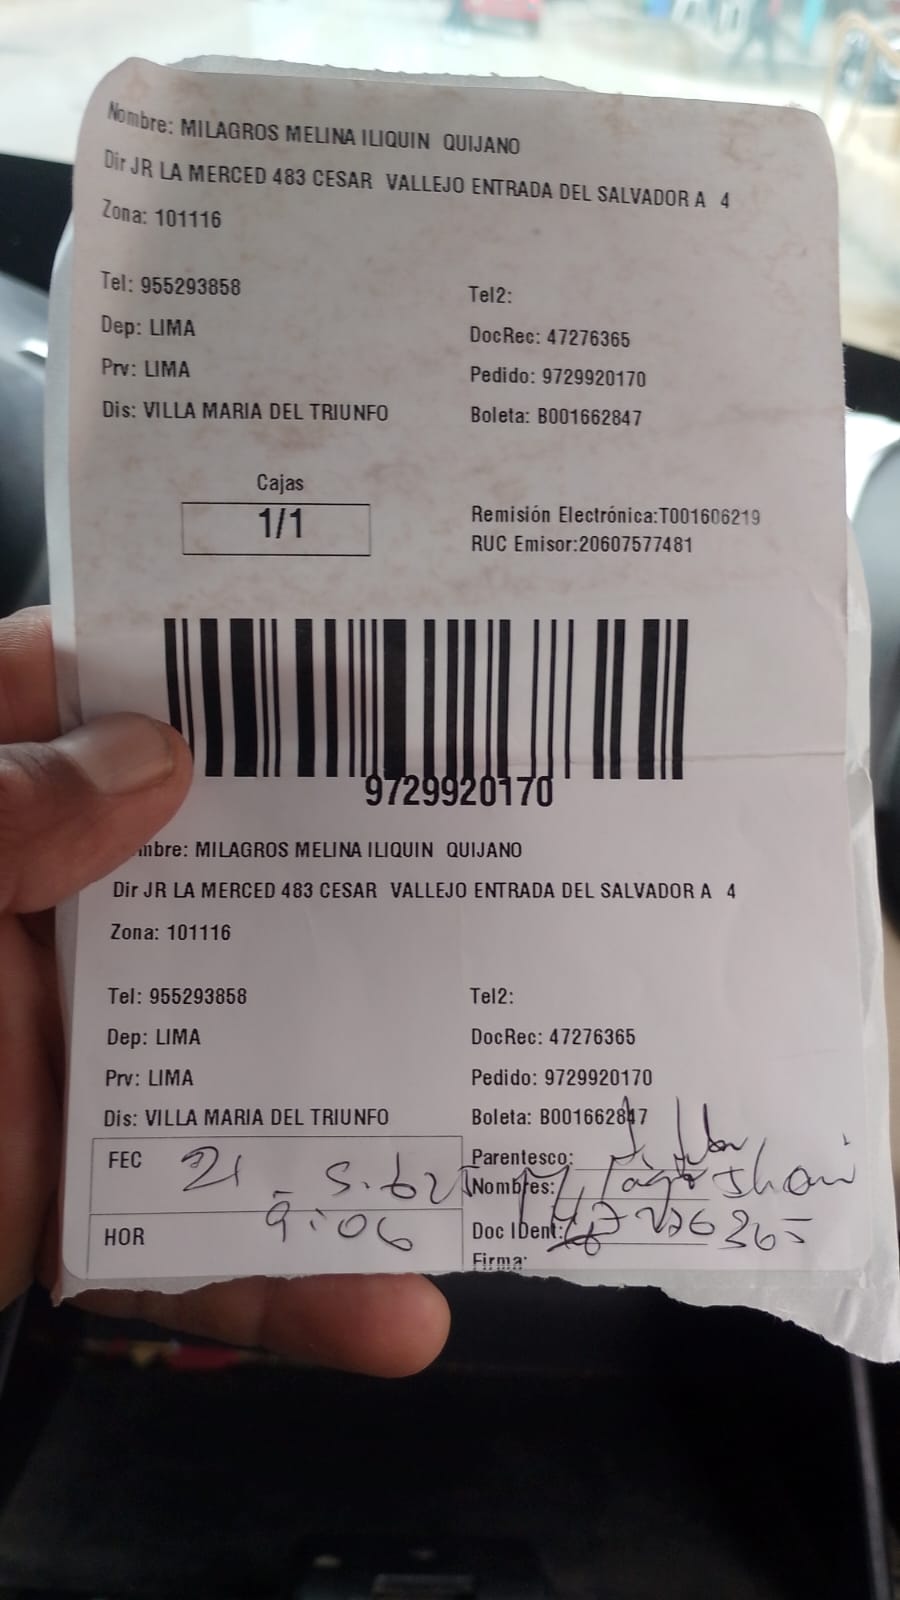 Nombre: MILAGROS MELINA ILIQUIN QUIJANO
Dir JR LA MERCED 483 CESAR VALLEJO ENTRADA DEL SALVADOR A 4
Zona: 101116
Tel: 955293858 Tel2:
Dep: LIMA DocRec: 47276365
Prv: LIMA Pedido: 9729920170
Dis: VILLA MARIA DEL TRIUNFO Boleta: B001662847
Cajas
1/1
Remisión Electrónica:T001606219
RUC Emisor:20607577481
9729920170
mbre: MILAGROS MELINA ILIQUIN QUIJANO
Dir JR LA MERCED 483 CESAR VALLEJO ENTRADA DEL SALVADOR A 4
Zona: 101116
Tel: 955293858 Tel2:
Dep: LIMA DocRec: 47276365
Prv: LIMA Pedido: 9729920170
Dis: VILLA MARIA DEL TRIUNFO Boleta: B001662847
FEC 21 Parentesco:
Nombres:
HOR 9:06 Doc IDent:
Firma: